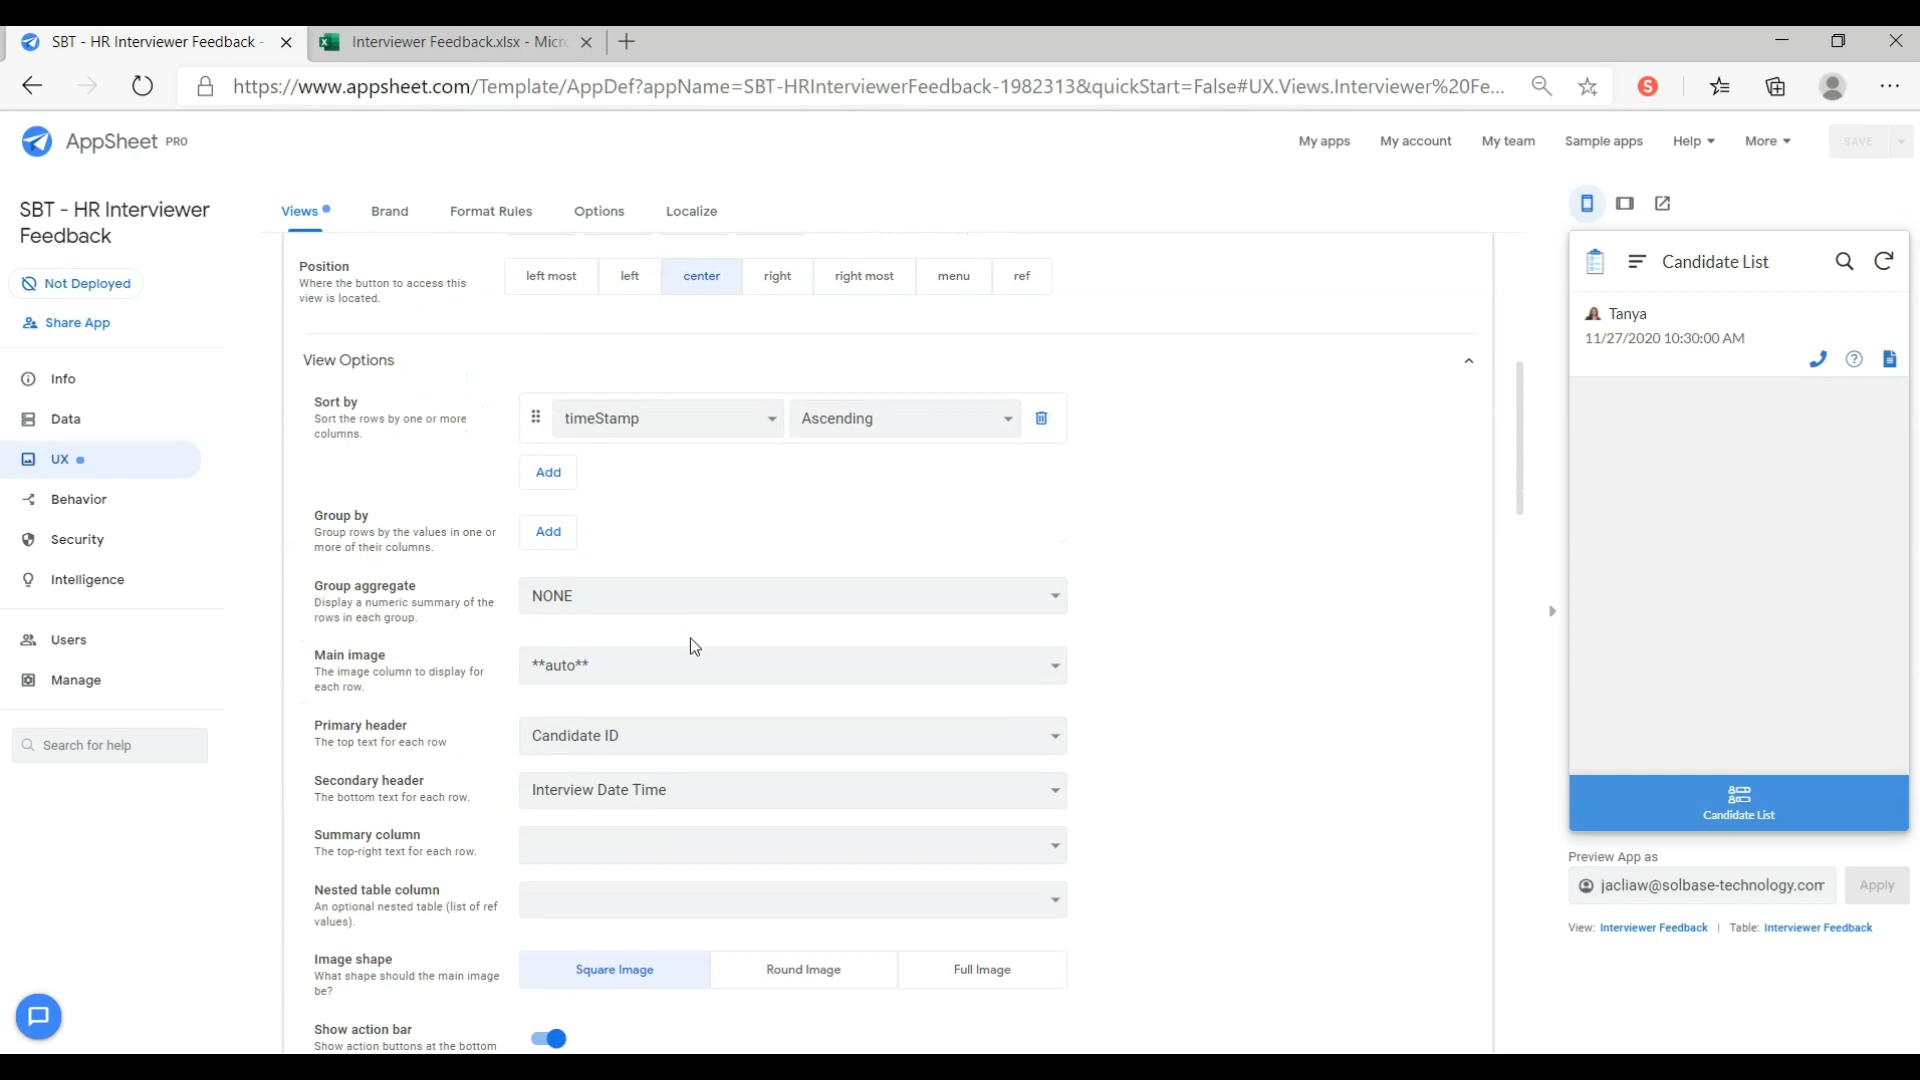 SBT - HR Interviewer Feedback -
Interviewer Feedback.xlsx - Micr
https://www.appsheet.com/Template/AppDef?appName=SBT-HRInterviewerFeedback-1982313&quickStart=False#UX.Views.Interviewer%20Fe...
S
AppSheet PRO
My apps
My account
My team
Sample apps
Help
More
SAVE
SBT - HR Interviewer
Feedback
Not Deployed
Share App
Info
Data
UX
Behavior
Security
Intelligence
Users
Manage
Search for help
Views
Brand
Format Rules
Options
Localize
Position
Where the button to access this
view is located.
left most
left
center
right
right most
menu
ref
View Options
Sort by
Sort the rows by one or more
columns.
timeStamp
Ascending
Add
Group by
Group rows by the values in one or
more of their columns.
Add
Group aggregate
Display a numeric summary of the
rows in each group.
NONE
Main image
The image column to display for
each row.
**auto**
Primary header
The top text for each row
Candidate ID
Secondary header
The bottom text for each row.
Interview Date Time
Summary column
The top-right text for each row.
Nested table column
An optional nested table (list of ref
values).
Image shape
What shape should the main image
be?
Square Image
Round Image
Full Image
Show action bar
Show action buttons at the bottom
Candidate List
Tanya
11/27/2020 10:30:00 AM
Candidate List
Preview App as
jacliaw@solbase-technology.com
Apply
View: Interviewer Feedback | Table: Interviewer Feedback